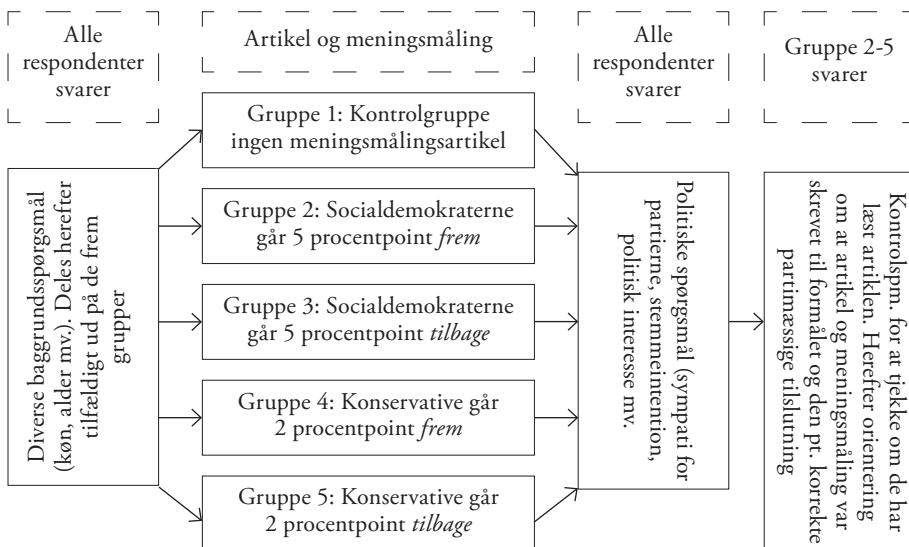 Alle
respondenter
svarer
Artikel og meningsmåling
Alle
respondenter
svarer
Gruppe 2-5
svarer
Diverse baggrundsspørgsmål
(køn, alder mv.). Deles herefter
tilfældigt ud på de frem
grupper
Gruppe 1: Kontrolgruppe
ingen meningsmålingsartikel
Gruppe 2: Socialdemokraterne
går 5 procentpoint frem
Gruppe 3: Socialdemokraterne
går 5 procentpoint tilbage
Gruppe 4: Konservative går
2 procentpoint frem
Gruppe 5: Konservative går
2 procentpoint tilbage
Politiske spørgsmål (sympati for
partierne, stemmeintention,
politisk interesse mv.
Kontrolspm. for at tjekke om de har
læst artiklen. Herefter orientering
om at artikel og meningsmåling var
skrevet til formålet og den pt. korrekte
partimæssige tilslutning